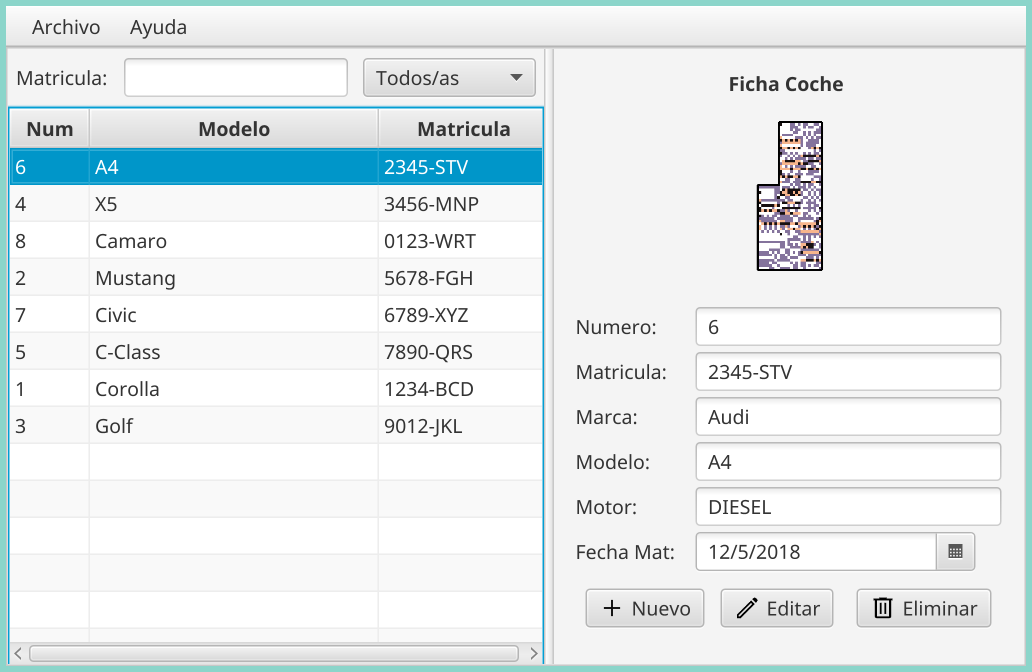 Archivo Ayuda
Matricula: Todos/as
Num Modelo Matricula
6 A4 2345-STV
4 X5 3456-MNP
8 Camaro 0123-WRT
2 Mustang 5678-FGH
7 Civic 6789-XYZ
5 C-Class 7890-QRS
1 Corolla 1234-BCD
3 Golf 9012-JKL
Ficha Coche
Numero: 6
Matricula: 2345-STV
Marca: Audi
Modelo: A4
Motor: DIESEL
Fecha Mat: 12/5/2018
Nuevo Editar Eliminar